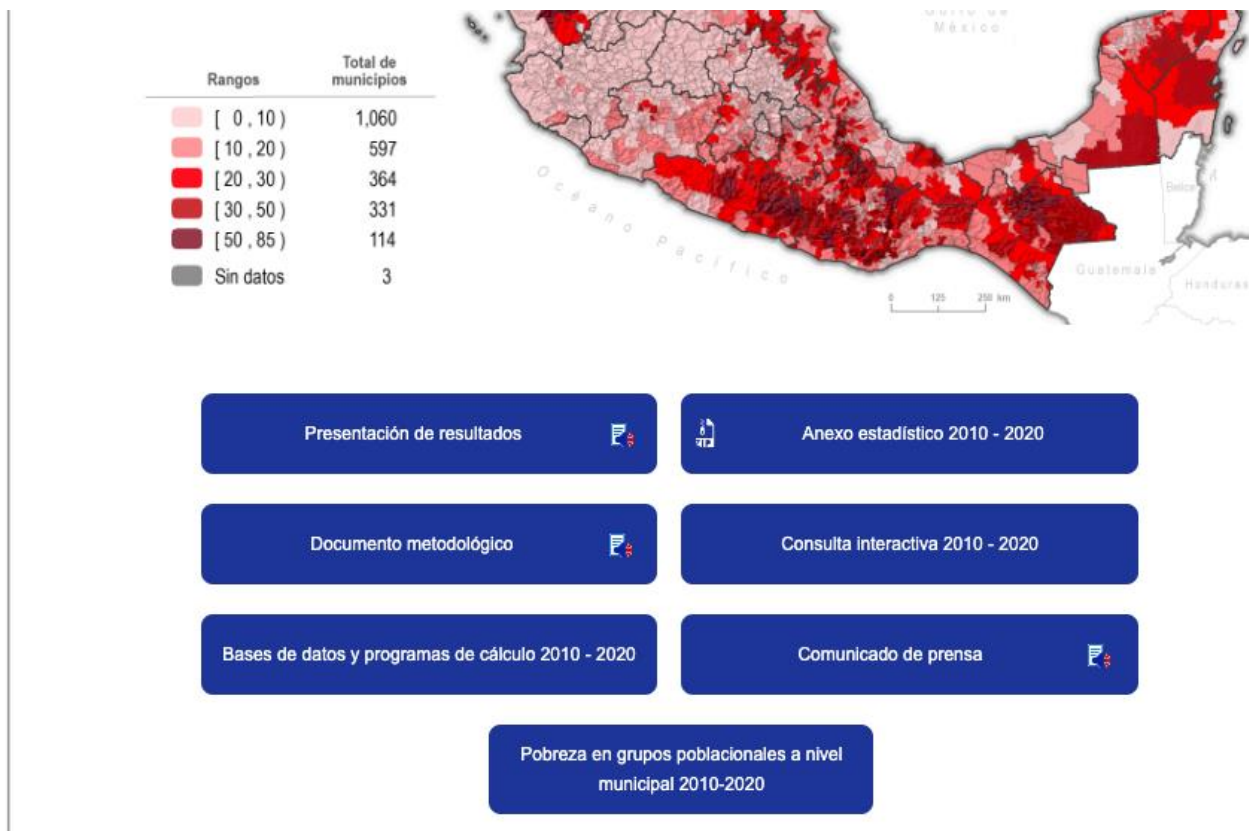 Golfo de
México
Rangos
Total de
municipios
[ 0 , 10 ) 1,060
[ 10 , 20 ) 597
[ 20 , 30 ) 364
[ 30 , 50 ) 331
[ 50 , 85 ) 114
Sin datos 3
Océano Pacífico
Belice
Guatemala
Honduras
0 125 250 km
Presentación de resultados
Anexo estadístico 2010 - 2020
Documento metodológico
Consulta interactiva 2010 - 2020
Bases de datos y programas de cálculo 2010 - 2020
Comunicado de prensa
Pobreza en grupos poblacionales a nivel
municipal 2010-2020